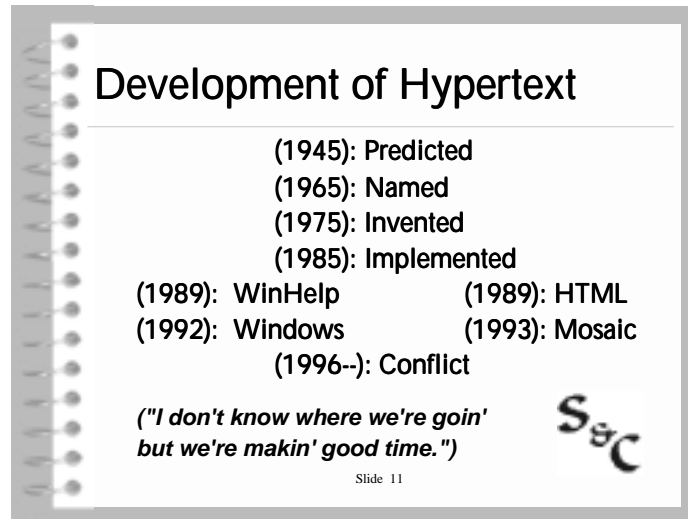 Development of Hypertext
(1945): Predicted
(1965): Named
(1975): Invented
(1985): Implemented
(1989): WinHelp (1989): HTML
(1992): Windows (1993): Mosaic
(1996--): Conflict
("I don't know where we're goin'
but we're makin' good time.")
S&C
Slide 11